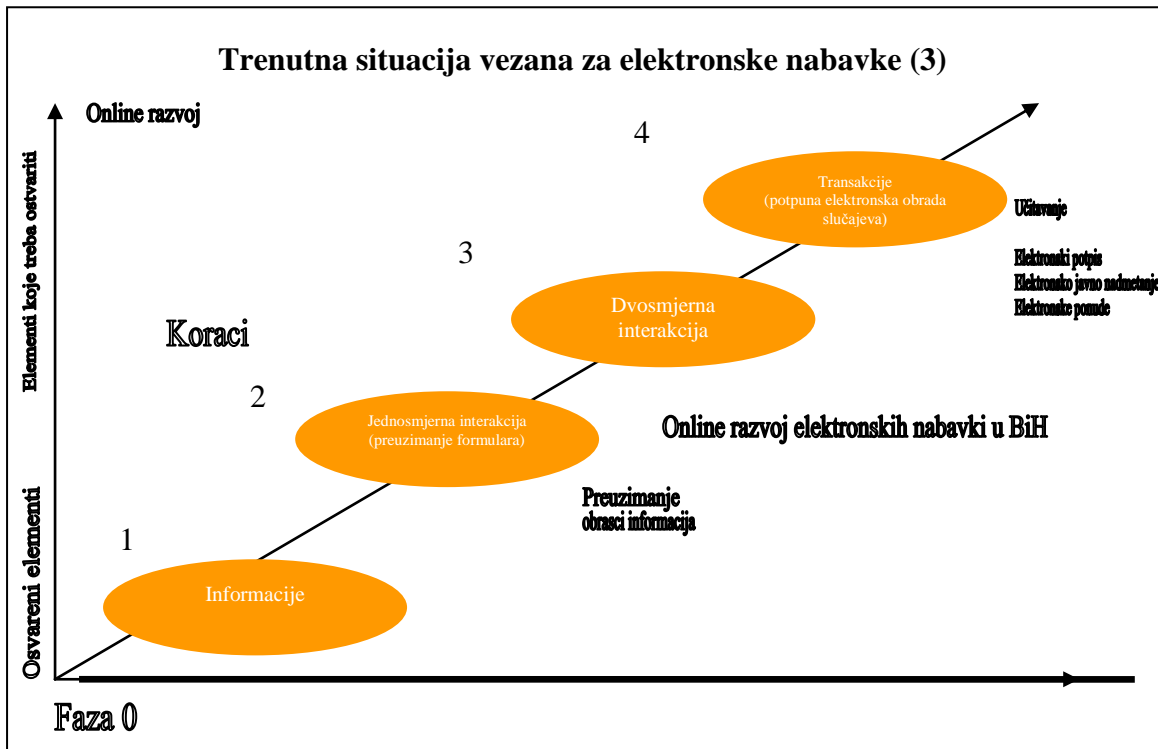 Trenutna situacija vezana za elektronske nabavke (3)
Online razvoj
4
Transakcije
(potpuna elektronska obrada
slučajeva)
Učitavanje
Elektronski potpis
Elektronsko javno nadmetanje
Elektronske ponude
3
Dvosmjerna
interakcija
Koraci
Elementi koje treba ostvariti
2
Jednosmjerna interakcija
(preuzimanje formulara)
Online razvoj elektronskih nabavki u BiH
Preuzimanje
obrasci informacija
1
Informacije
Osvareni elementi
Faza 0